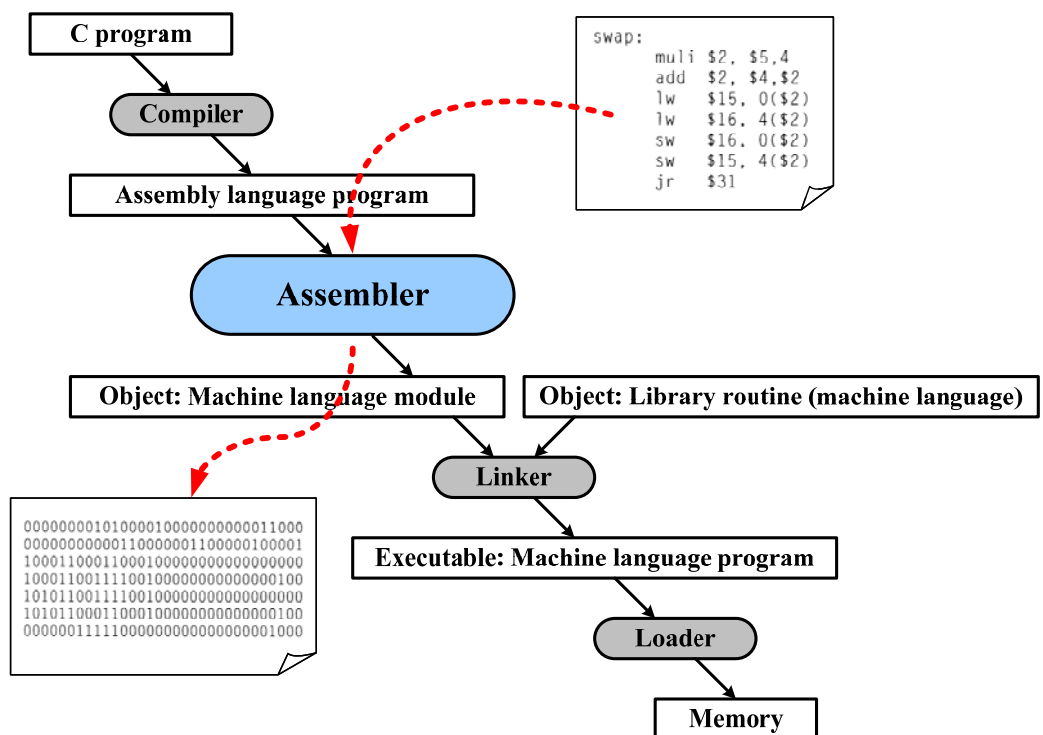 C program
swap:
muli $2, $5,4
add $2, $4,$2
lw $15, 0($2)
lw $16, 4($2)
sw $16, 0($2)
sw $15, 4($2)
jr $31
Compiler
Assembly language program
Assembler
Object: Machine language module
Object: Library routine (machine language)
Linker
00000000101000010000000000011000
00000000000110000001100000100001
10001100011000100000000000000000
10001100111100100000000000000100
10101100111100100000000000000000
10101100011000100000000000000100
00000011111000000000000000001000
Executable: Machine language program
Loader
Memory